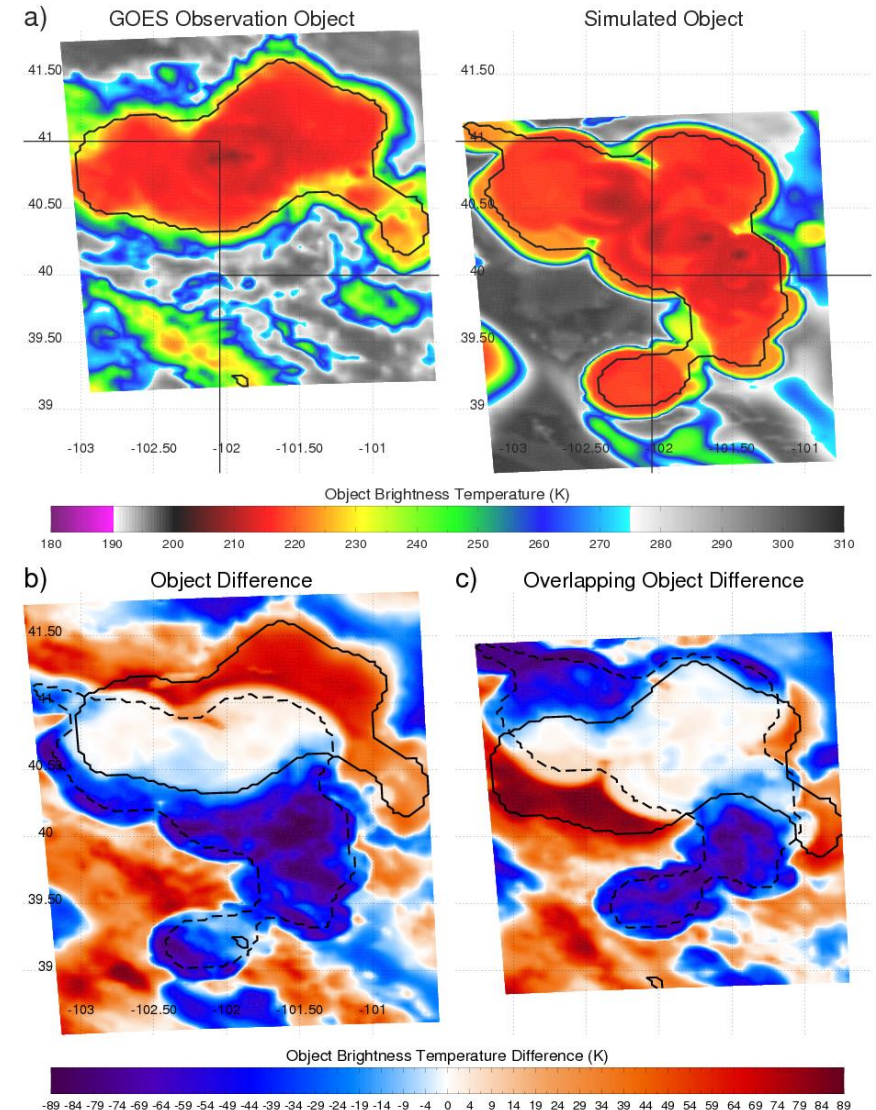 a) GOES Observation Object Simulated Object
41.50 41.50
41 41
40.50 40.50
40 40
39.50 39.50
39 39
-103 -102.50 -102 -101.50 -101 -103 -102.50 -102 -101.50 -101
Object Brightness Temperature (K)
180 190 200 210 220 230 240 250 260 270 280 290 300 310
b) Object Difference c) Overlapping Object Difference
41.50
41
40.50
40
39.50
39
-103 -102.50 -102 -101.50 -101
Object Brightness Temperature Difference (K)
-89 -84 -79 -74 -69 -64 -59 -54 -49 -44 -39 -34 -29 -24 -19 -14 -9 -4 0 4 9 14 19 24 29 34 39 44 49 54 59 64 69 74 79 84 89